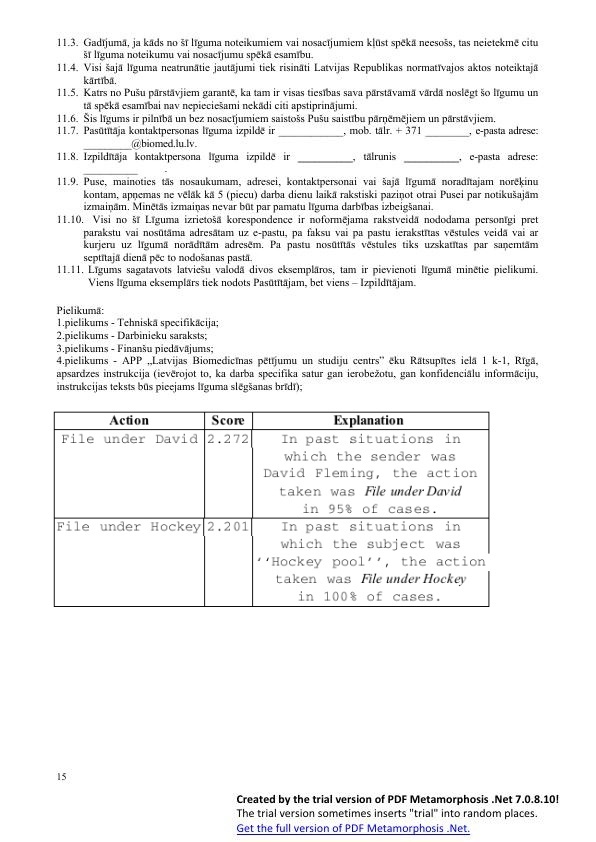 11.3. Gadījumā, ja kāds no šī līguma noteikumiem vai nosacījumiem kļūst spēkā neesošs, tas neietekmē citu
šī līguma noteikumu vai nosacījumu spēkā esamību.
11.4. Visi šajā līguma neatrunātie jautājumi tiek risināti Latvijas Republikas normatīvajos aktos noteiktajā
kārtībā.
11.5. Katrs no Pušu pārstāvjiem garantē, ka tam ir visas tiesības sava pārstāvamā vārdā noslēgt šo līgumu un
tā spēkā esamībai nav nepieciešami nekādi citi apstiprinājumi.
11.6. Šis līgums ir pilnībā un bez nosacījumiem saistošs Pušu saistību pārņēmējiem un pārstāvjiem.
11.7. Pasūtītāja kontaktpersonas līguma izpildē ir ____________, mob. tālr. + 371 ________, e-pasta adrese:
_________@biomed.lu.lv.
11.8. Izpildītāja kontaktpersona līguma izpildē ir __________, tālrunis __________, e-pasta adrese:
__________ .
11.9. Puse, mainoties tās nosaukumam, adresei, kontaktpersonai vai šajā līgumā noradītajam norēķinu
kontam, apņemas ne vēlāk kā 5 (piecu) darba dienu laikā rakstiski paziņot otrai Pusei par notikušajām
izmaiņām. Minētās izmaiņas nevar būt par pamatu līguma darbības izbeigšanai.
11.10. Visi no šī Līguma izrietošā korespondence ir noformējama rakstveidā nododama personīgi pret
parakstu vai nosūtāma adresātam uz e-pastu, pa faksu vai pa pastu ierakstītas vēstules veidā vai ar
kurjeru uz līgumā norādītām adresēm. Pa pastu nosūtītās vēstules tiks uzskatītas par saņemtām
septītajā dienā pēc to nodošanas pastā.
11.11. Līgums sagatavots latviešu valodā divos eksemplāros, tam ir pievienoti līgumā minētie pielikumi.
Viens līguma eksemplārs tiek nodots Pasūtītājam, bet viens – Izpildītājam.
Pielikumā:
1.pielikums - Tehniskā specifikācija;
2.pielikums - Darbinieku saraksts;
3.pielikums - Finanšu piedāvājums;
4.pielikums - APP „Latvijas Biomedicīnas pētījumu un studiju centrs” ēku Rātsupītes ielā 1 k-1, Rīgā,
apsardzes instrukcija (ievērojot to, ka darba specifika satur gan ierobežotu, gan konfidenciālu informāciju,
instrukcijas teksts būs pieejams līguma slēgšanas brīdī);
Action Score Explanation
File under David 2.272 In past situations in
which the sender was
David Fleming, the action
taken was File under David
in 95% of cases.
File under Hockey 2.201 In past situations in
which the subject was
‘‘Hockey pool’’, the action
taken was File under Hockey
in 100% of cases.
15
Created by the trial version of PDF Metamorphosis .Net 7.0.8.10!
The trial version sometimes inserts "trial" into random places.
Get the full version of PDF Metamorphosis .Net.